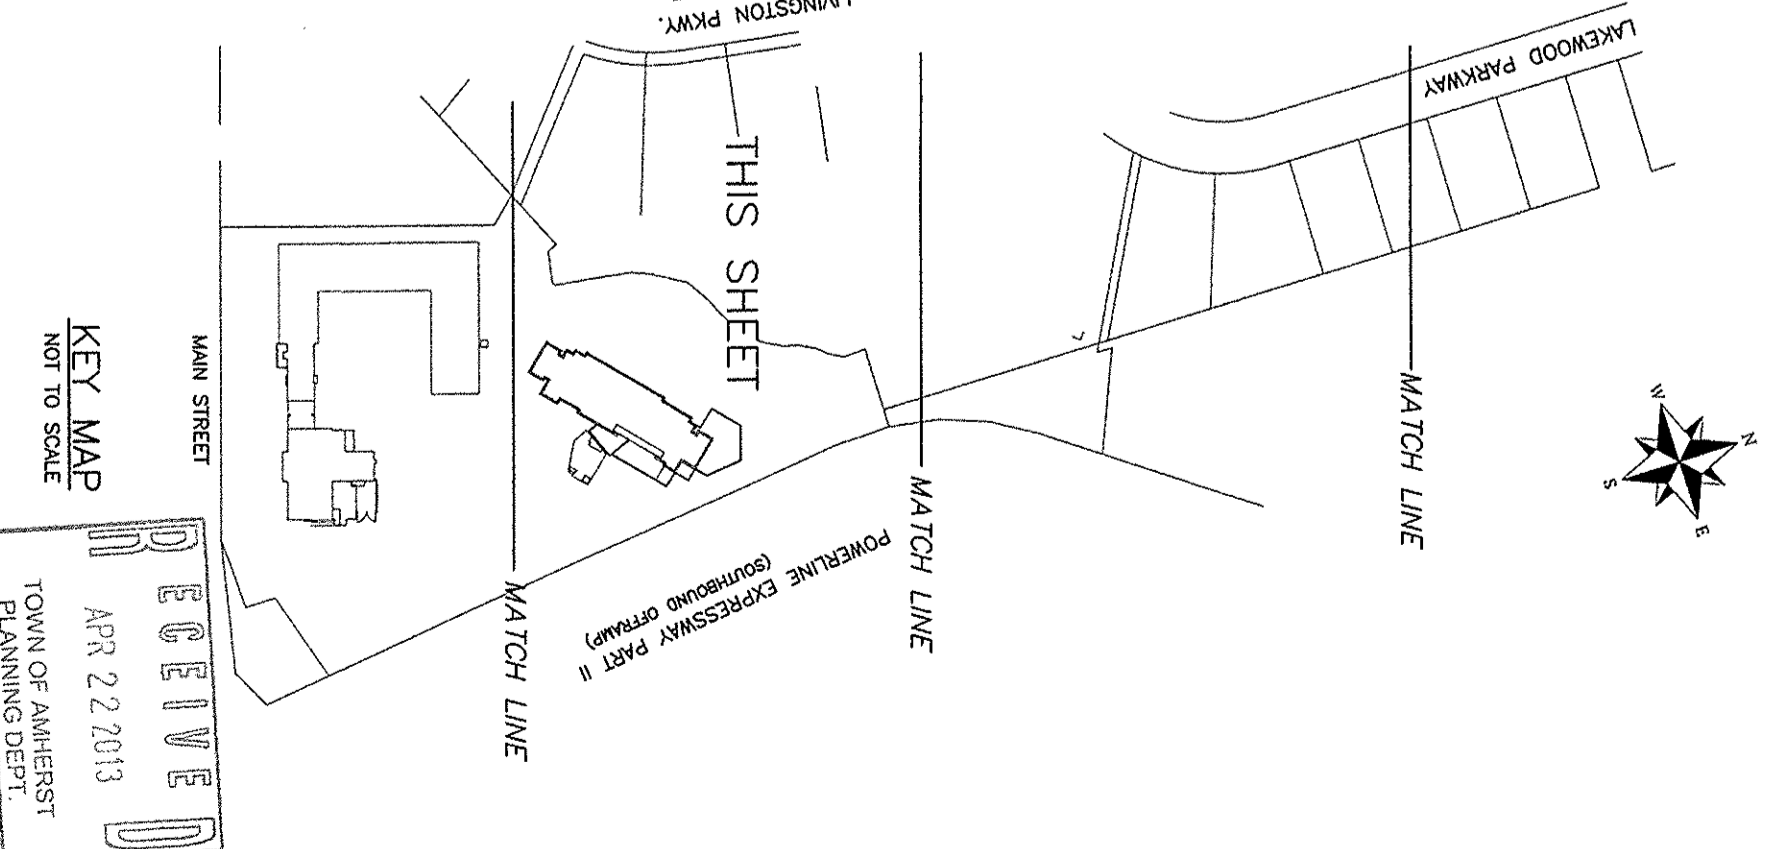 LIVINGSTON PKWY.
LAKEWOOD PARKWAY
THIS SHEET
MATCH LINE
MATCH LINE
MATCH LINE
N
W
S
E
MAIN STREET
KEY MAP
NOT TO SCALE
POWERLINE EXPRESSWAY PART II
(SOUTHBOUND OFFRAMP)
RECEIVED
APR 22 2013
TOWN OF AMHERST
PLANNING DEPT.